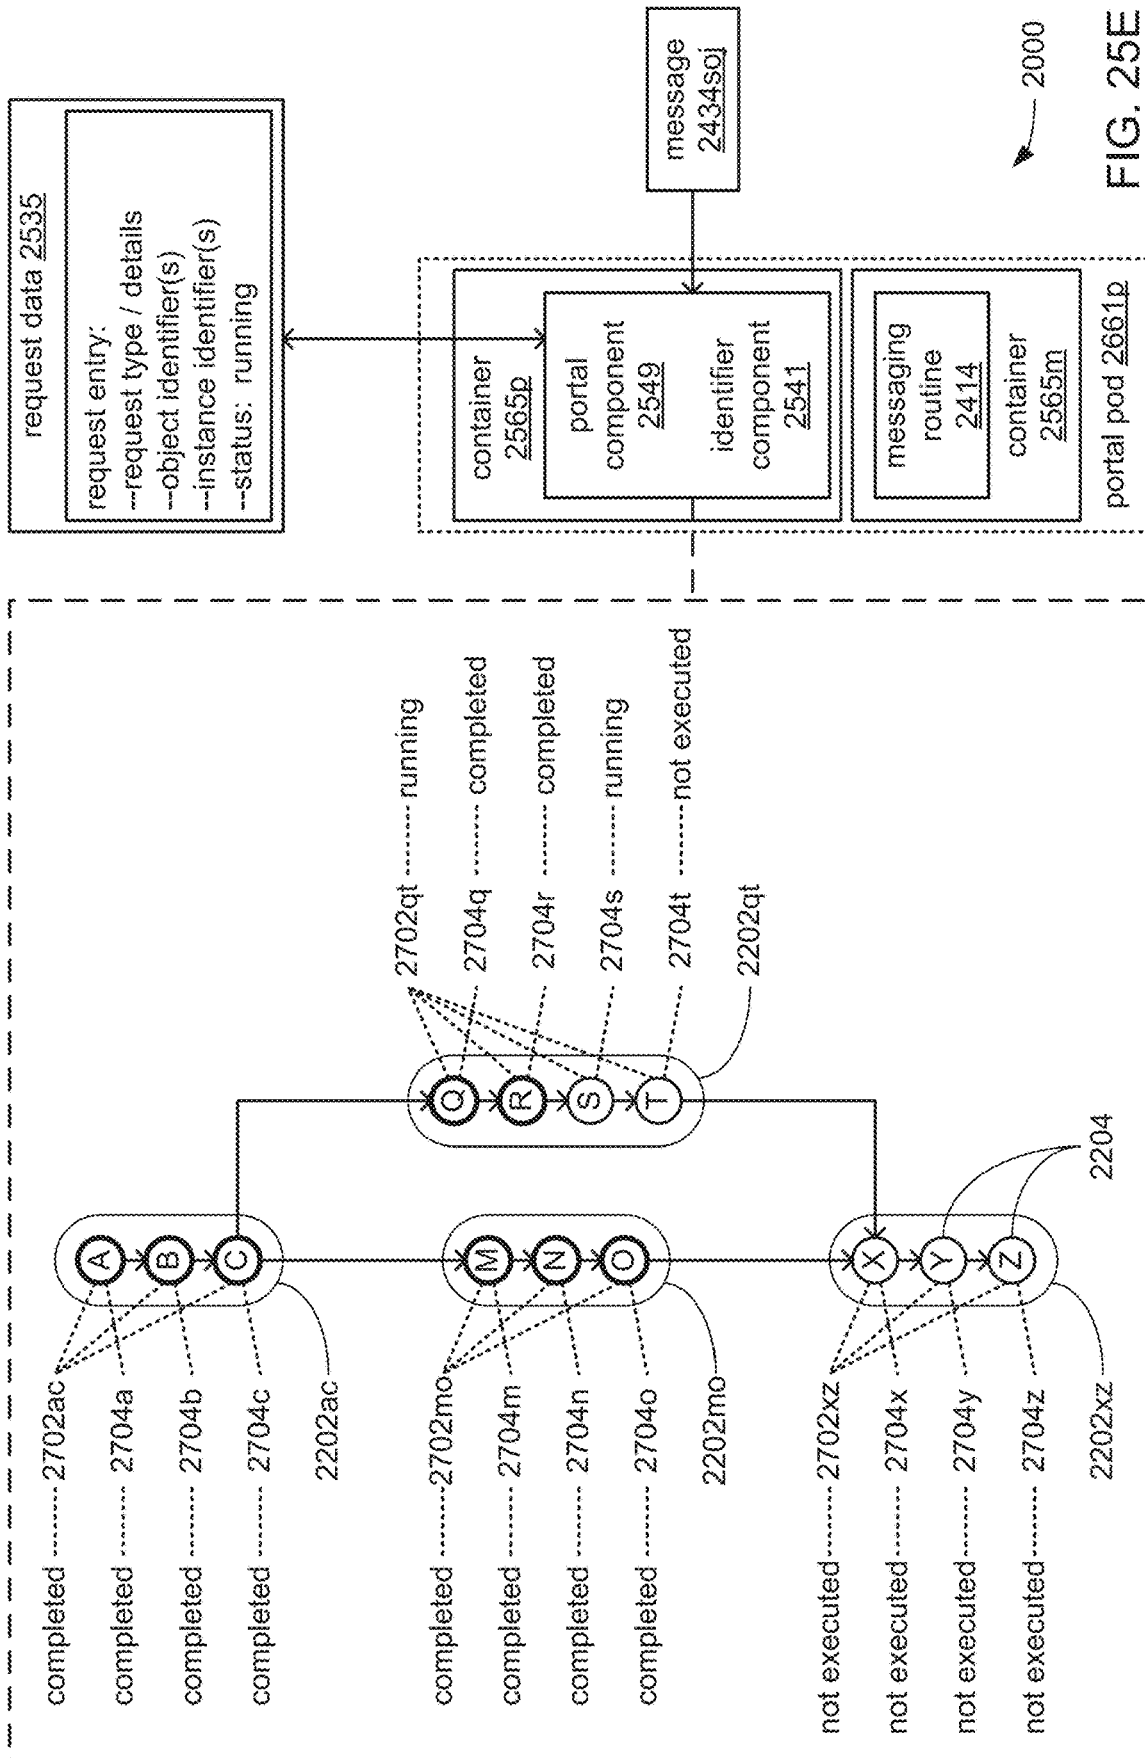 request data 2535
request entry:
--request type / details
--object identifier(s)
--instance identifier(s)
--status: running
container
2565p
portal
component
2549
identifier
component
2541
messaging
routine
2414
container
2565m
portal pod 2661p
message
2434soj
2000
FIG. 25E
completed 2702ac
completed 2704a
completed 2704b
completed 2704c
2202ac
A
B
C
completed 2702mo
completed 2704m
completed 2704n
completed 2704o
2202mo
M
N
O
2702qt running
2704q completed
2704r completed
2704s running
2704t not executed
2202qt
Q
R
S
T
not executed 2702xz
not executed 2704x
not executed 2704y
not executed 2704z
2202xz
X
Y
Z
2204